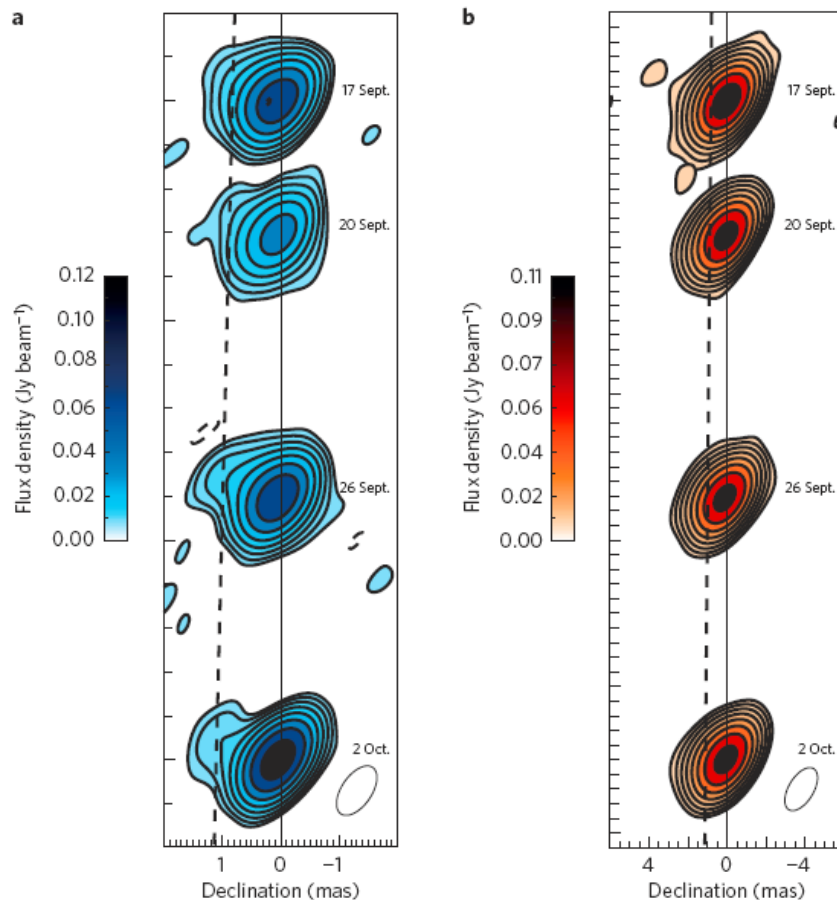 a
17 Sept.
20 Sept.
26 Sept.
2 Oct.
Flux density (Jy beam⁻¹)
0.12
0.10
0.08
0.06
0.04
0.02
0.00
1 0 −1
Declination (mas)
b
17 Sept.
20 Sept.
26 Sept.
2 Oct.
Flux density (Jy beam⁻¹)
0.11
0.09
0.07
0.06
0.04
0.02
0.00
4 0 −4
Declination (mas)